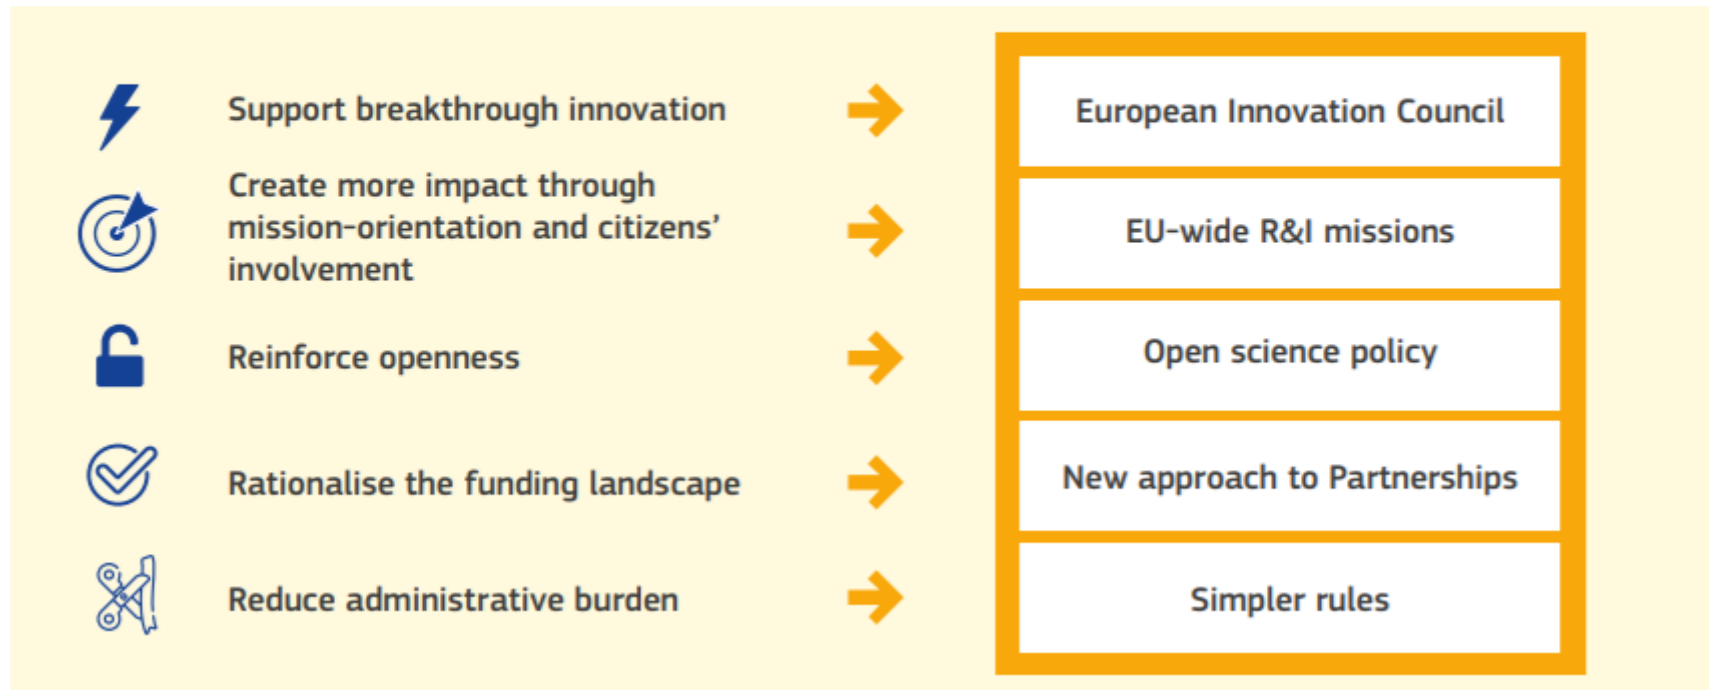 Support breakthrough innovation
European Innovation Council
Create more impact through
mission-orientation and citizens’
involvement
EU-wide R&I missions
Reinforce openness
Open science policy
Rationalise the funding landscape
New approach to Partnerships
Reduce administrative burden
Simpler rules